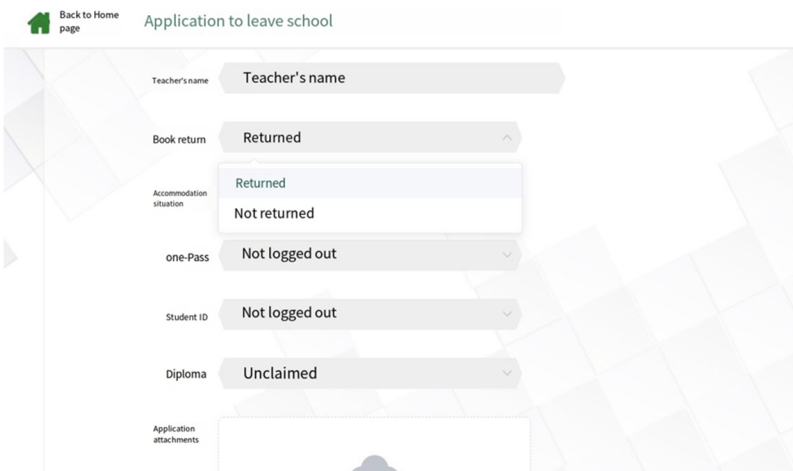 Back to Home
page
Application to leave school
Teacher's name
Teacher's name
Book return
Returned
Returned
Accommodation
situation
Not returned
one-Pass
Not logged out
Student ID
Not logged out
Diploma
Unclaimed
Application
attachments